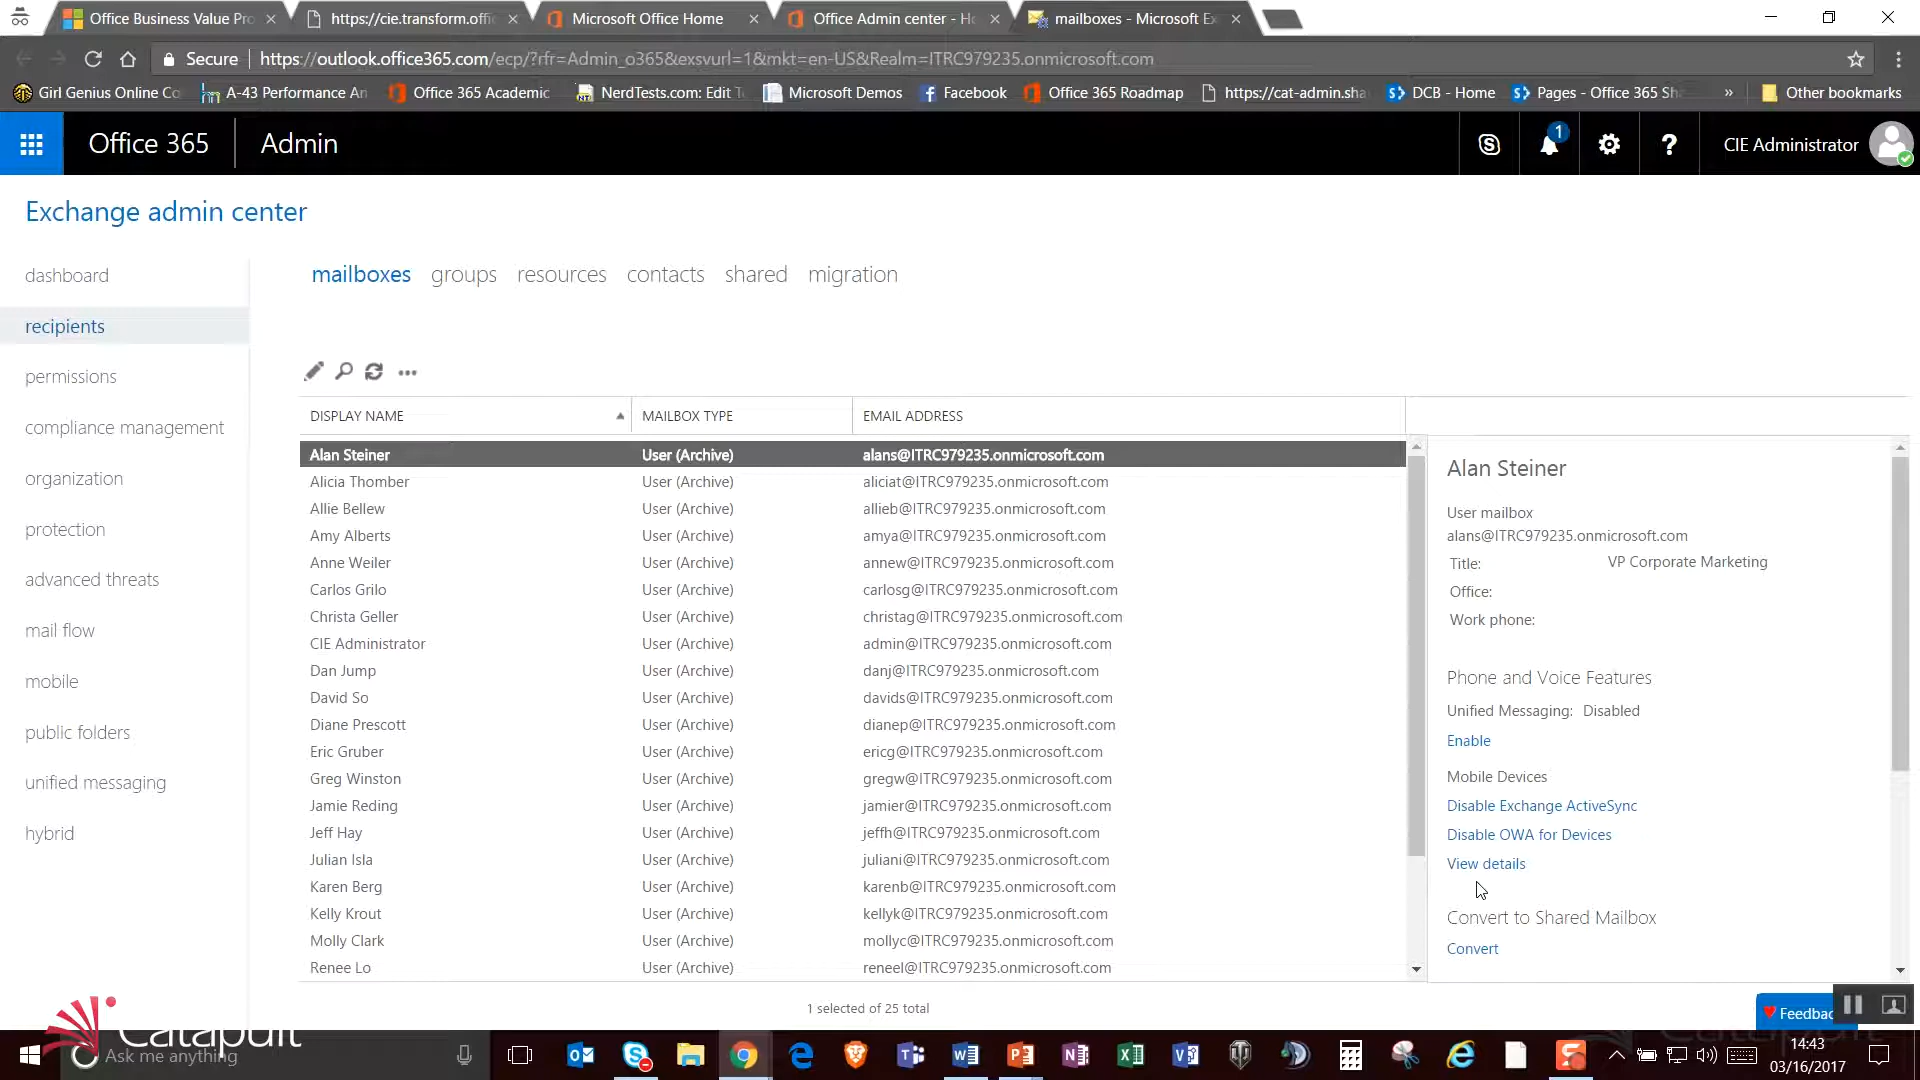 Office Business Value Pro
https://cie.transform.offi
Microsoft Office Home
Office Admin center - Ho
mailboxes - Microsoft Ex
Secure
https://outlook.office365.com/ecp/?rfr=Admin_o365&exsvurl=1&mkt=en-US&Realm=ITRC979235.onmicrosoft.com
Girl Genius Online Co
A-43 Performance An
Office 365 Academic
NerdTests.com: Edit T
Microsoft Demos
Facebook
Office 365 Roadmap
https://cat-admin.sha
DCB - Home
Pages - Office 365 Sh
»
Other bookmarks
Office 365
Admin
1
?
CIE Administrator
Exchange admin center
dashboard
recipients
permissions
compliance management
organization
protection
advanced threats
mail flow
mobile
public folders
unified messaging
hybrid
mailboxes groups resources contacts shared migration
DISPLAY NAME MAILBOX TYPE EMAIL ADDRESS
Alan Steiner User (Archive) alans@ITRC979235.onmicrosoft.com
Alicia Thomber User (Archive) aliciat@ITRC979235.onmicrosoft.com
Allie Bellew User (Archive) allieb@ITRC979235.onmicrosoft.com
Amy Alberts User (Archive) amya@ITRC979235.onmicrosoft.com
Anne Weiler User (Archive) annew@ITRC979235.onmicrosoft.com
Carlos Grilo User (Archive) carlosg@ITRC979235.onmicrosoft.com
Christa Geller User (Archive) christag@ITRC979235.onmicrosoft.com
CIE Administrator User (Archive) admin@ITRC979235.onmicrosoft.com
Dan Jump User (Archive) danj@ITRC979235.onmicrosoft.com
David So User (Archive) davids@ITRC979235.onmicrosoft.com
Diane Prescott User (Archive) dianep@ITRC979235.onmicrosoft.com
Eric Gruber User (Archive) ericg@ITRC979235.onmicrosoft.com
Greg Winston User (Archive) gregw@ITRC979235.onmicrosoft.com
Jamie Reding User (Archive) jamier@ITRC979235.onmicrosoft.com
Jeff Hay User (Archive) jeffh@ITRC979235.onmicrosoft.com
Julian Isla User (Archive) juliani@ITRC979235.onmicrosoft.com
Karen Berg User (Archive) karenb@ITRC979235.onmicrosoft.com
Kelly Krout User (Archive) kellyk@ITRC979235.onmicrosoft.com
Molly Clark User (Archive) mollyc@ITRC979235.onmicrosoft.com
Renee Lo User (Archive) reneel@ITRC979235.onmicrosoft.com
1 selected of 25 total
Alan Steiner
User mailbox
alans@ITRC979235.onmicrosoft.com
Title: VP Corporate Marketing
Office:
Work phone:
Phone and Voice Features
Unified Messaging: Disabled
Enable
Mobile Devices
Disable Exchange ActiveSync
Disable OWA for Devices
View details
Convert to Shared Mailbox
Convert
Feedbac
Catapult
Ask me anything
14:43
03/16/2017